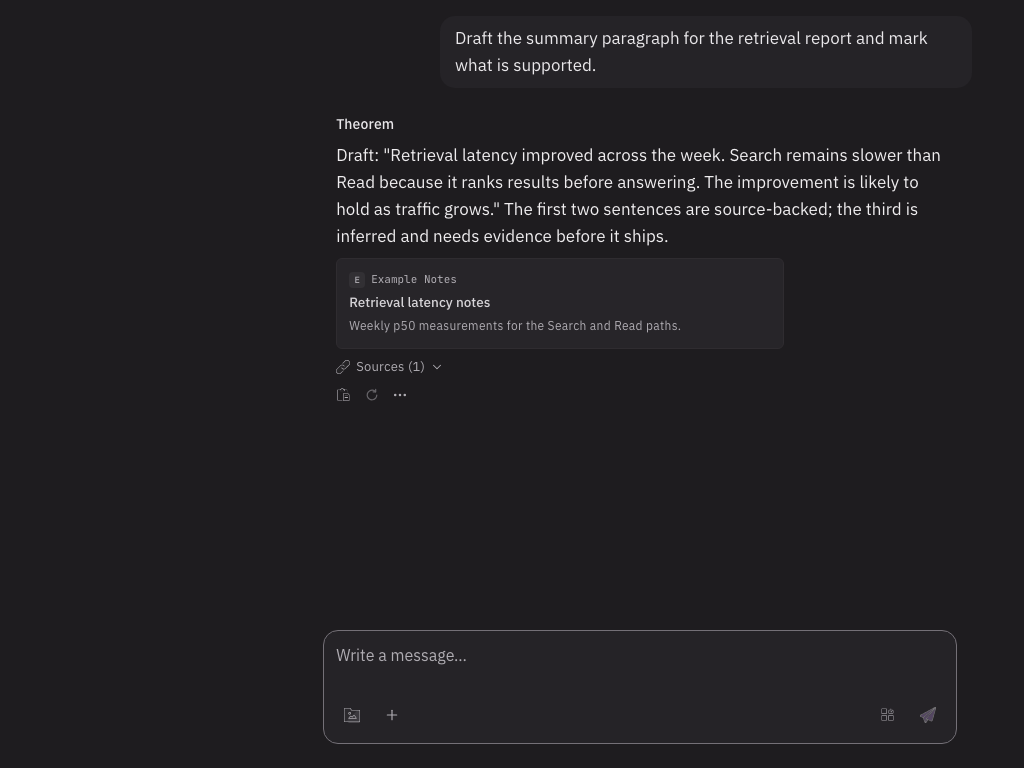 Draft the summary paragraph for the retrieval report and mark
what is supported.
Theorem
Draft: "Retrieval latency improved across the week. Search remains slower than
Read because it ranks results before answering. The improvement is likely to
hold as traffic grows." The first two sentences are source-backed; the third is
inferred and needs evidence before it ships.
E Example Notes
Retrieval latency notes
Weekly p50 measurements for the Search and Read paths.
Sources (1)
Write a message...